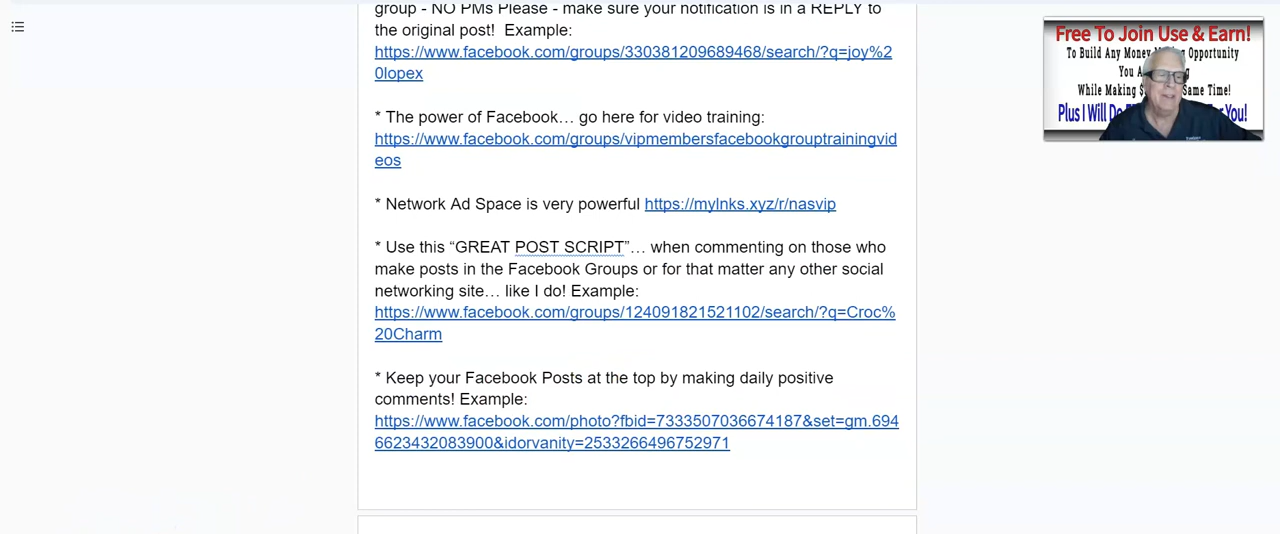 group - NO PMs Please - make sure your notification is in a REPLY to
the original post!  Example:
https://www.facebook.com/groups/330381209689468/search/?q=joy%2
0lopex
* The power of Facebook… go here for video training:
https://www.facebook.com/groups/vipmembersfacebookgrouptrainingvid
eos
* Network Ad Space is very powerful https://mylnks.xyz/r/nasvip
* Use this “GREAT POST SCRIPT”… when commenting on those who
make posts in the Facebook Groups or for that matter any other social
networking site… like I do! Example:
https://www.facebook.com/groups/124091821521102/search/?q=Croc%
20Charm
* Keep your Facebook Posts at the top by making daily positive
comments! Example:
https://www.facebook.com/photo?fbid=7333507036674187&set=gm.694
6623432083900&idorvanity=2533266496752971
Free To Join Use & Earn!
To Build Any Money Opportunity
You
While Making Same Time!
Plus I Will For You!